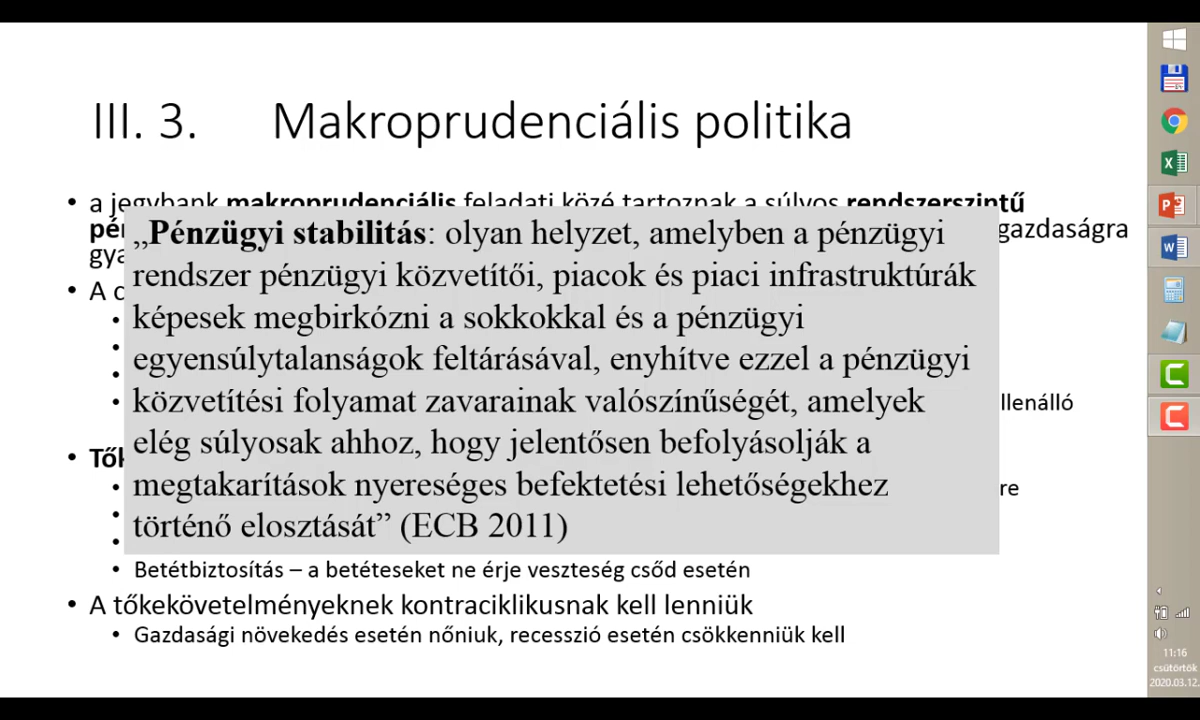 III. 3. Makroprudenciális politika
• a jegybank makroprudenciális feladati közé tartoznak a súlyos rendszerszintű
gazdaságra
„Pénzügyi stabilitás: olyan helyzet, amelyben a pénzügyi
rendszer pénzügyi közvetítői, piacok és piaci infrastruktúrák
• A
képesek megbirkózni a sokkokkal és a pénzügyi
egyensúlytalanságok feltárásával, enyhítve ezzel a pénzügyi
közvetítési folyamat zavarainak valószínűségét, amelyek
llenálló
elég súlyosak ahhoz, hogy jelentősen befolyásolják a
megtakarítások nyereséges befektetési lehetőségekhez
re
történő elosztását” (ECB 2011)
• Betétbiztosítás – a betéteseket ne érje veszteség csőd esetén
• A tőkekövetelményeknek kontraciklikusnak kell lenniük
• Gazdasági növekedés esetén nőniuk, recesszió esetén csökkenniük kell
11:16
csütörtök
2020.03.12.